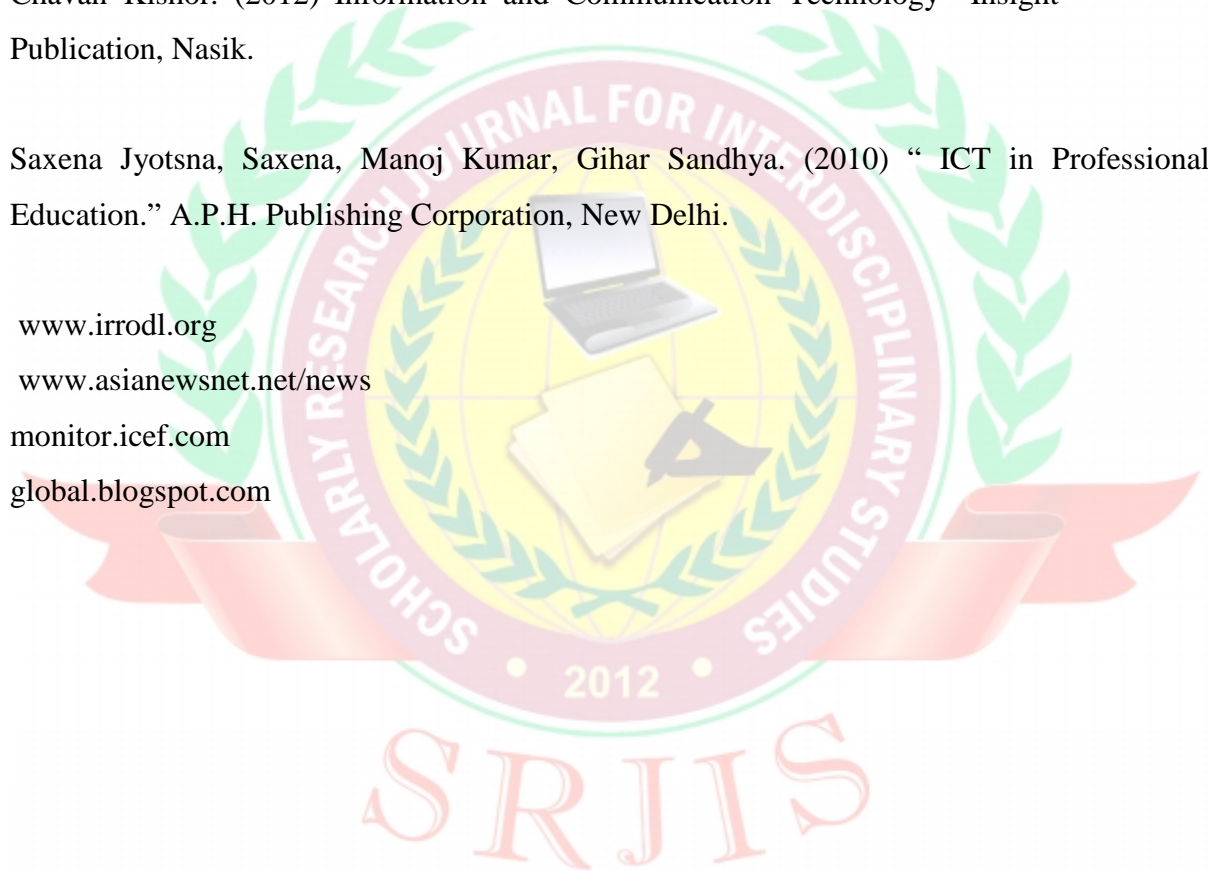 Chavan Kishor. (2012) Information and Communication Technology Insight
Publication, Nasik.
Saxena Jyotsna, Saxena, Manoj Kumar, Gihar Sandhya. (2010) “ ICT in Professional
Education.” A.P.H. Publishing Corporation, New Delhi.
www.irrodl.org
www.asianewsnet.net/news
monitor.icef.com
global.blogspot.com
SCHOLARLY RESEARCH JOURNAL FOR INTERDISCIPLINARY STUDIES
• 2012 •
SRJIS